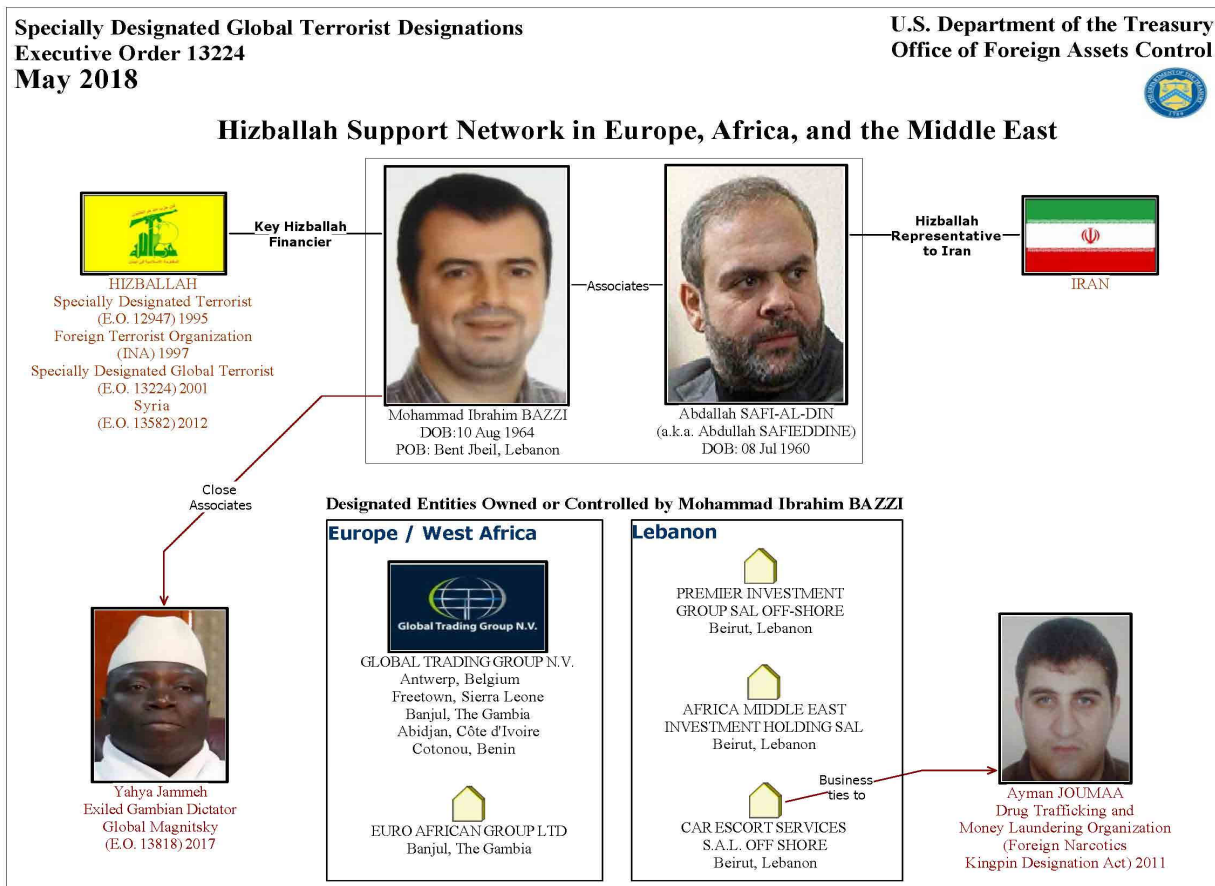 Specially Designated Global Terrorist Designations
Executive Order 13224
May 2018
U.S. Department of the Treasury
Office of Foreign Assets Control
Hizballah Support Network in Europe, Africa, and the Middle East
Key Hizballah
Financier
Associates
Hizballah
Representative
to Iran
HIZBALLAH
Specially Designated Terrorist
(E.O. 12947) 1995
Foreign Terrorist Organization
(INA) 1997
Specially Designated Global Terrorist
(E.O. 13224) 2001
Syria
(E.O. 13582) 2012
Mohammad Ibrahim BAZZI
DOB:10 Aug 1964
POB: Bent Jbeil, Lebanon
Abdallah SAFI-AL-DIN
(a.k.a. Abdullah SAFIEDDINE)
DOB: 08 Jul 1960
IRAN
Close
Associates
Designated Entities Owned or Controlled by Mohammad Ibrahim BAZZI
Europe / West Africa
Global Trading Group N.V.
GLOBAL TRADING GROUP N.V.
Antwerp, Belgium
Freetown, Sierra Leone
Banjul, The Gambia
Abidjan, Côte d'Ivoire
Cotonou, Benin
EURO AFRICAN GROUP LTD
Banjul, The Gambia
Lebanon
PREMIER INVESTMENT
GROUP SAL OFF-SHORE
Beirut, Lebanon
AFRICA MIDDLE EAST
INVESTMENT HOLDING SAL
Beirut, Lebanon
CAR ESCORT SERVICES
S.A.L. OFF SHORE
Beirut, Lebanon
Business
ties to
Yahya Jammeh
Exiled Gambian Dictator
Global Magnitsky
(E.O. 13818) 2017
Ayman JOUMAA
Drug Trafficking and
Money Laundering Organization
(Foreign Narcotics
Kingpin Designation Act) 2011